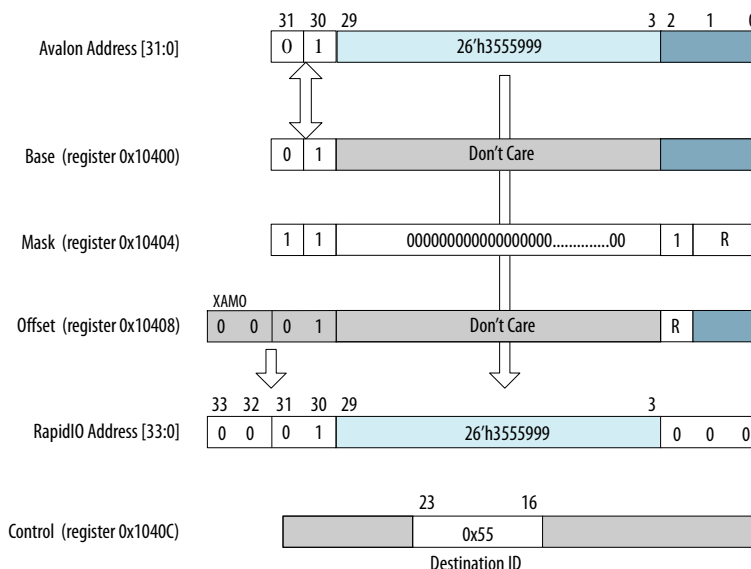 31 30 29 3 2 1
Avalon Address [31:0] 0 1 26'h3555999
Base (register 0x10400) 0 1 Don't Care
Mask (register 0x10404) 1 1 000000000000000000..............00 1 R
XAMO
Offset (register 0x10408) 0 0 0 1 Don't Care R
33 32 31 30 29 3
RapidIO Address [33:0] 0 0 0 1 26'h3555999 0 0 0
23 16
Control (register 0x1040C) 0x55
Destination ID